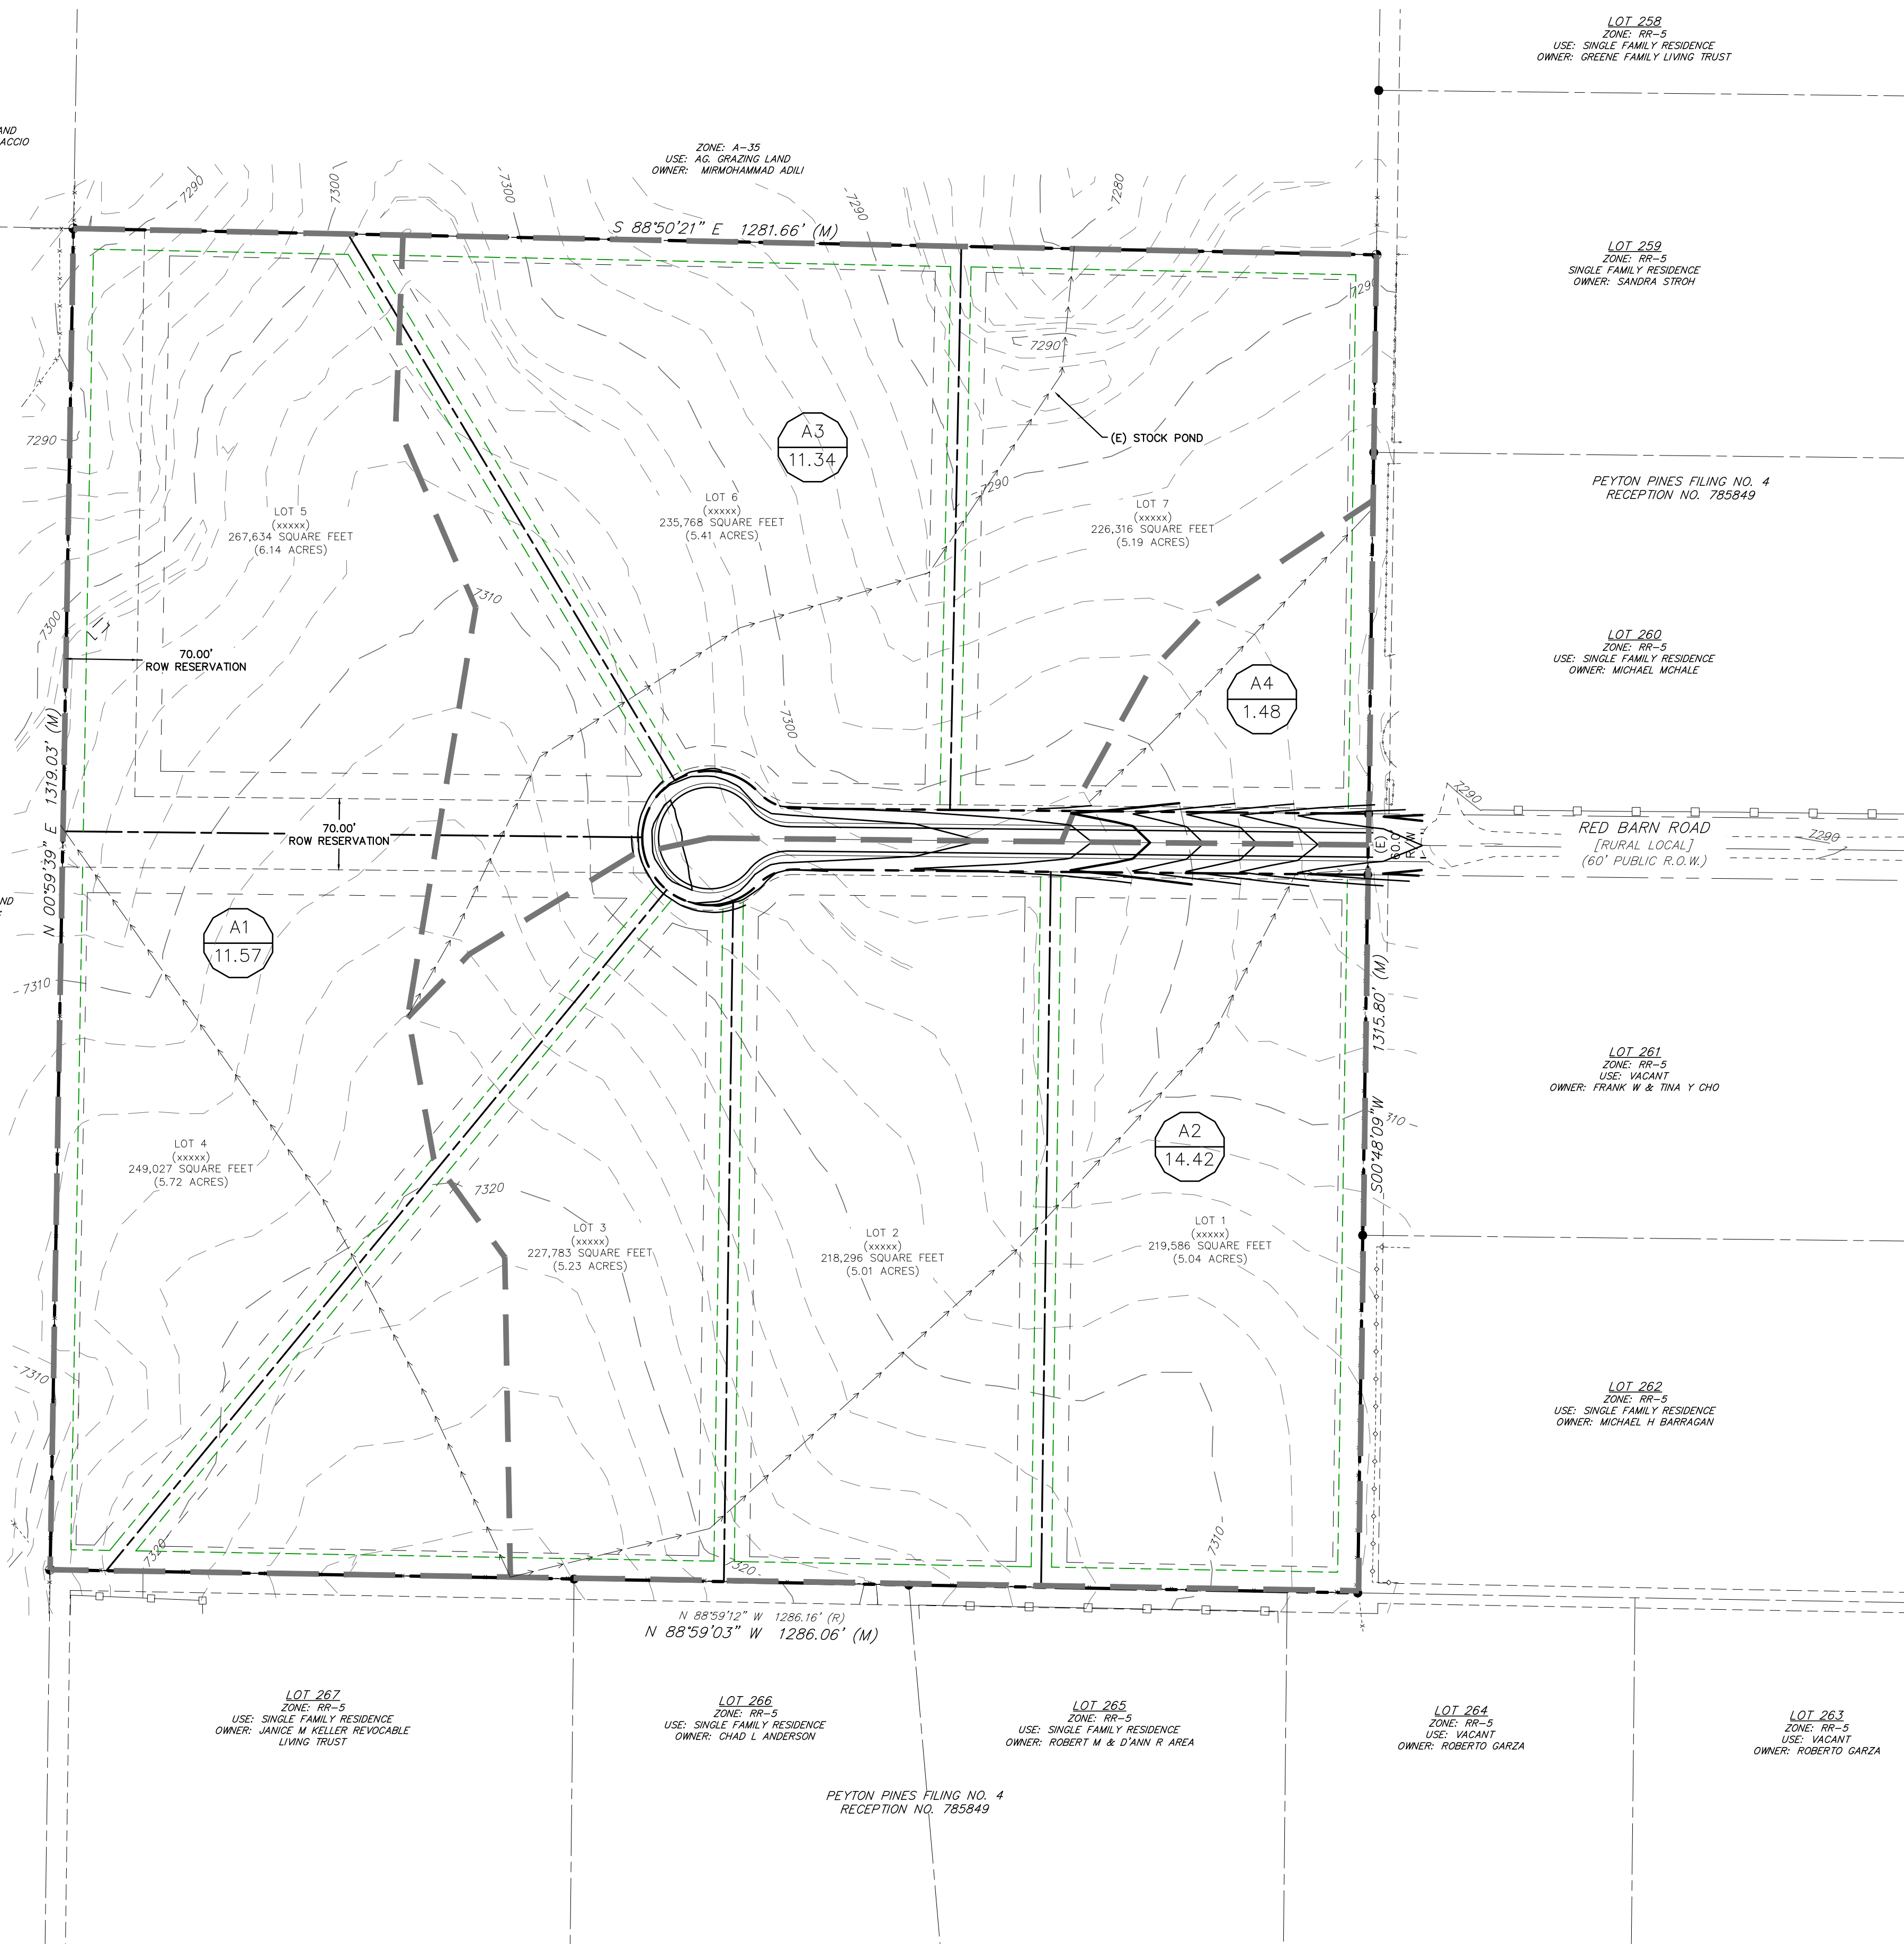 LOT 258
ZONE: RR-5
USE: SINGLE FAMILY RESIDENCE
OWNER: GREENE FAMILY LIVING TRUST
ACCIO
ZONE: A-35
USE: AG. GRAZING LAND
OWNER: MIRMOHAMMAD ADILI
7290
7300
7300
7290
7280
S 88°50'21" E 1281.66' (M)
LOT 259
ZONE: RR-5
SINGLE FAMILY RESIDENCE
OWNER: SANDRA STROH
7290
7290
7290
A3
11.34
(E) STOCK POND
PEYTON PINES FILING NO. 4
RECEPTION NO. 785849
7290
LOT 5
(xxxxx)
267,634 SQUARE FEET
(6.14 ACRES)
LOT 6
(xxxxx)
235,768 SQUARE FEET
(5.41 ACRES)
LOT 7
(xxxxx)
226,316 SQUARE FEET
(5.19 ACRES)
7310
7300
70.00'
ROW RESERVATION
LOT 260
ZONE: RR-5
USE: SINGLE FAMILY RESIDENCE
OWNER: MICHAEL MCHALE
A4
1.48
7300
N 00°59'39" E 1319.03' (M)
70.00'
ROW RESERVATION
7290
(E)
60.0'
R/W
RED BARN ROAD
[RURAL LOCAL]
(60' PUBLIC R.O.W.)
7290
A1
11.57
7310
1315.80' (M)
S00°48'09"W
LOT 261
ZONE: RR-5
USE: VACANT
OWNER: FRANK W & TINA Y CHO
310
A2
14.42
LOT 4
(xxxxx)
249,027 SQUARE FEET
(5.72 ACRES)
7320
LOT 3
(xxxxx)
227,783 SQUARE FEET
(5.23 ACRES)
LOT 2
(xxxxx)
218,296 SQUARE FEET
(5.01 ACRES)
LOT 1
(xxxxx)
219,586 SQUARE FEET
(5.04 ACRES)
7310
LOT 262
ZONE: RR-5
USE: SINGLE FAMILY RESIDENCE
OWNER: MICHAEL H BARRAGAN
7320
320
7310
N 88°59'12" W 1286.16' (R)
N 88°59'03" W 1286.06' (M)
LOT 267
ZONE: RR-5
USE: SINGLE FAMILY RESIDENCE
OWNER: JANICE M KELLER REVOCABLE
LIVING TRUST
LOT 266
ZONE: RR-5
USE: SINGLE FAMILY RESIDENCE
OWNER: CHAD L ANDERSON
LOT 265
ZONE: RR-5
USE: SINGLE FAMILY RESIDENCE
OWNER: ROBERT M & D'ANN R AREA
LOT 264
ZONE: RR-5
USE: VACANT
OWNER: ROBERTO GARZA
LOT 263
ZONE: RR-5
USE: VACANT
OWNER: ROBERTO GARZA
PEYTON PINES FILING NO. 4
RECEPTION NO. 785849